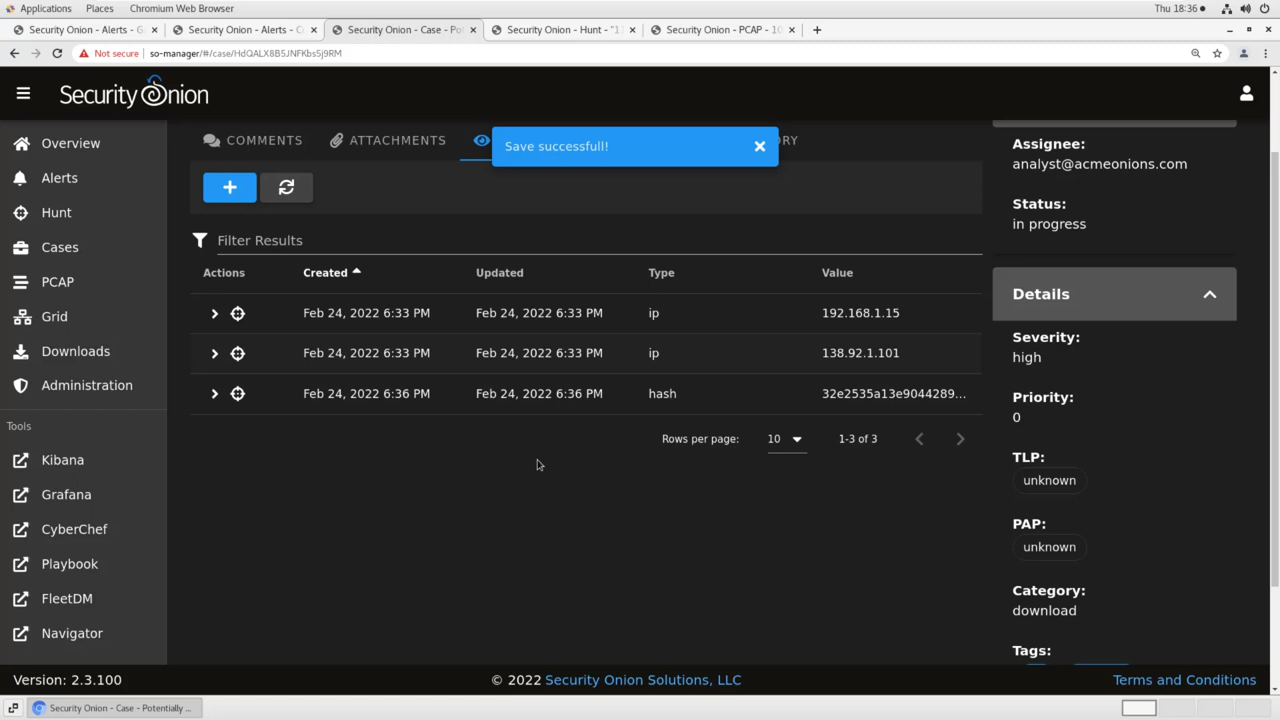 Applications Places Chromium Web Browser Thu 18:36
Security Onion - Alerts - G Security Onion - Alerts - C Security Onion - Case - Po Security Onion - Hunt - "1 Security Onion - PCAP - 10
Not secure so-manager/#/case/HdQALX8B5JNFKbs5j9RM
Security Onion
Overview
Alerts
Hunt
Cases
PCAP
Grid
Downloads
Administration
Tools
Kibana
Grafana
CyberChef
Playbook
FleetDM
Navigator
Version: 2.3.100
COMMENTS ATTACHMENTS
Save successfull!
Filter Results
Actions Created Updated Type Value
Feb 24, 2022 6:33 PM Feb 24, 2022 6:33 PM ip 192.168.1.15
Feb 24, 2022 6:33 PM Feb 24, 2022 6:33 PM ip 138.92.1.101
Feb 24, 2022 6:36 PM Feb 24, 2022 6:36 PM hash 32e2535a13e9044289...
Rows per page: 10 1-3 of 3
Assignee:
analyst@acmeonions.com
Status:
in progress
Details
Severity:
high
Priority:
0
TLP:
unknown
PAP:
unknown
Category:
download
Tags:
© 2022 Security Onion Solutions, LLC
Terms and Conditions
Security Onion - Case - Potentially ...